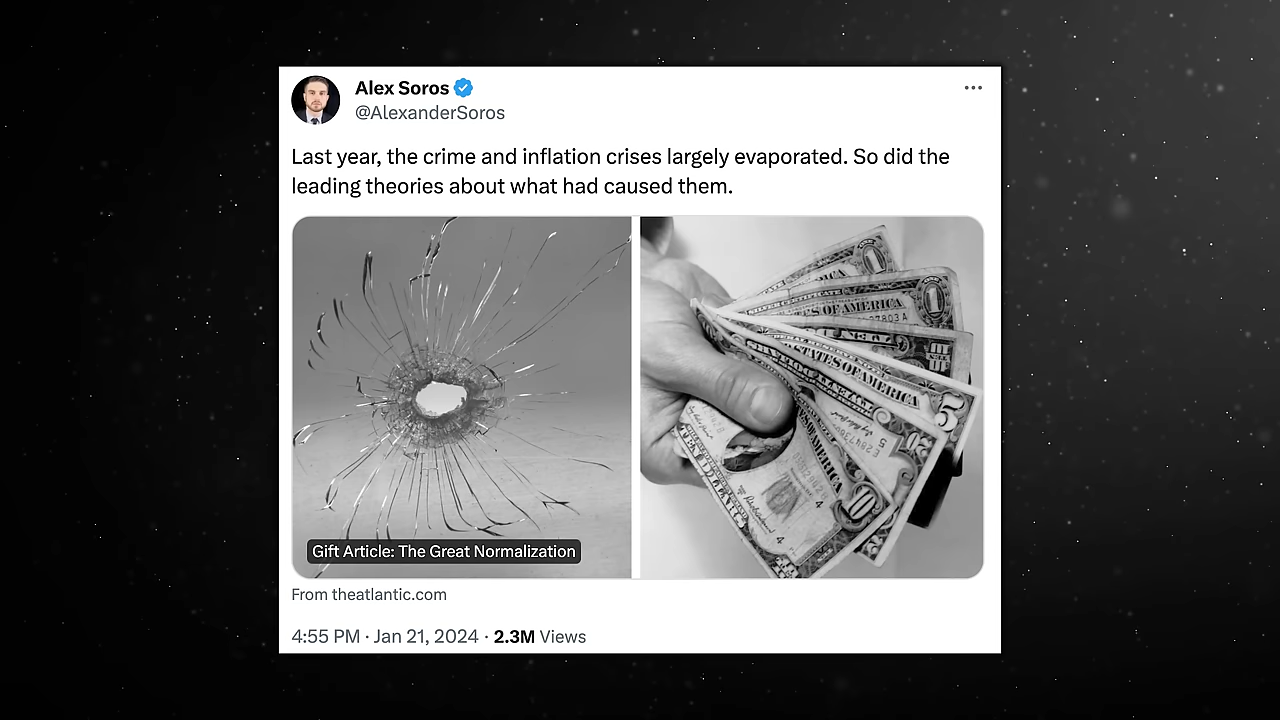 Alex Soros
@AlexanderSoros
Last year, the crime and inflation crises largely evaporated. So did the
leading theories about what had caused them.
Gift Article: The Great Normalization
From theatlantic.com
4:55 PM · Jan 21, 2024 · 2.3M Views